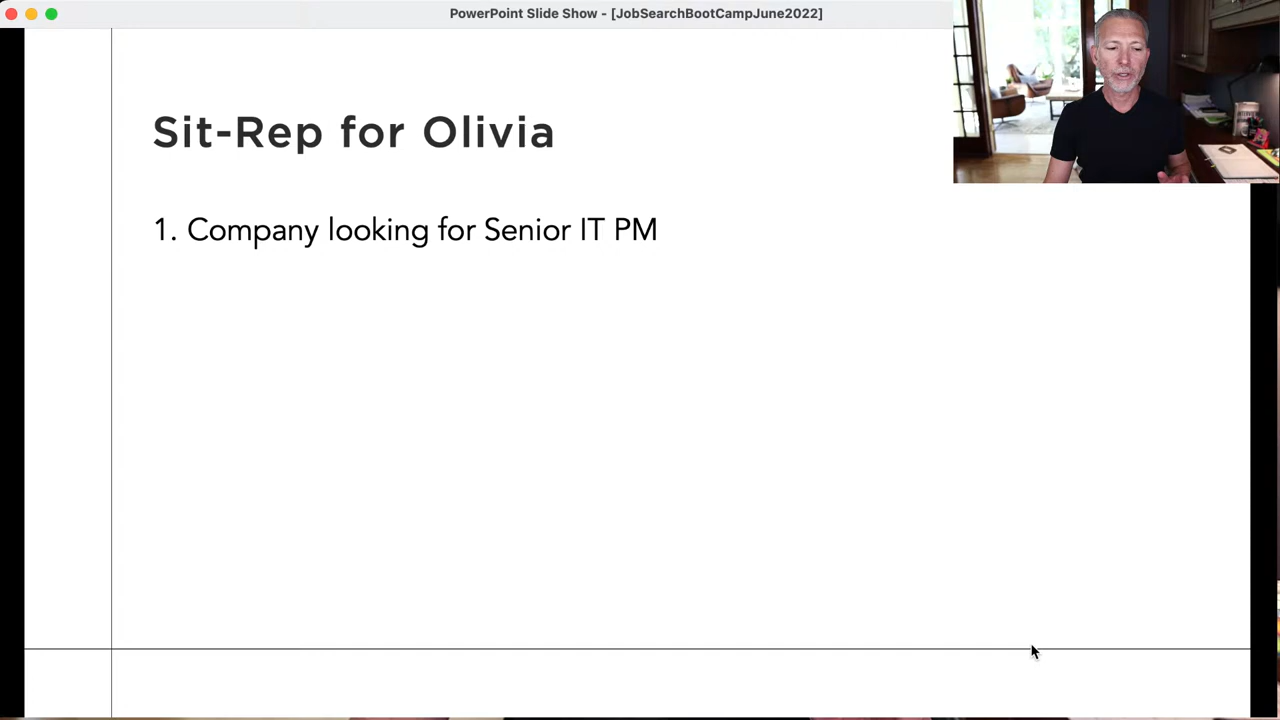 PowerPoint Slide Show - [JobSearchBootCampJune2022]
Sit-Rep for Olivia
1. Company looking for Senior IT PM